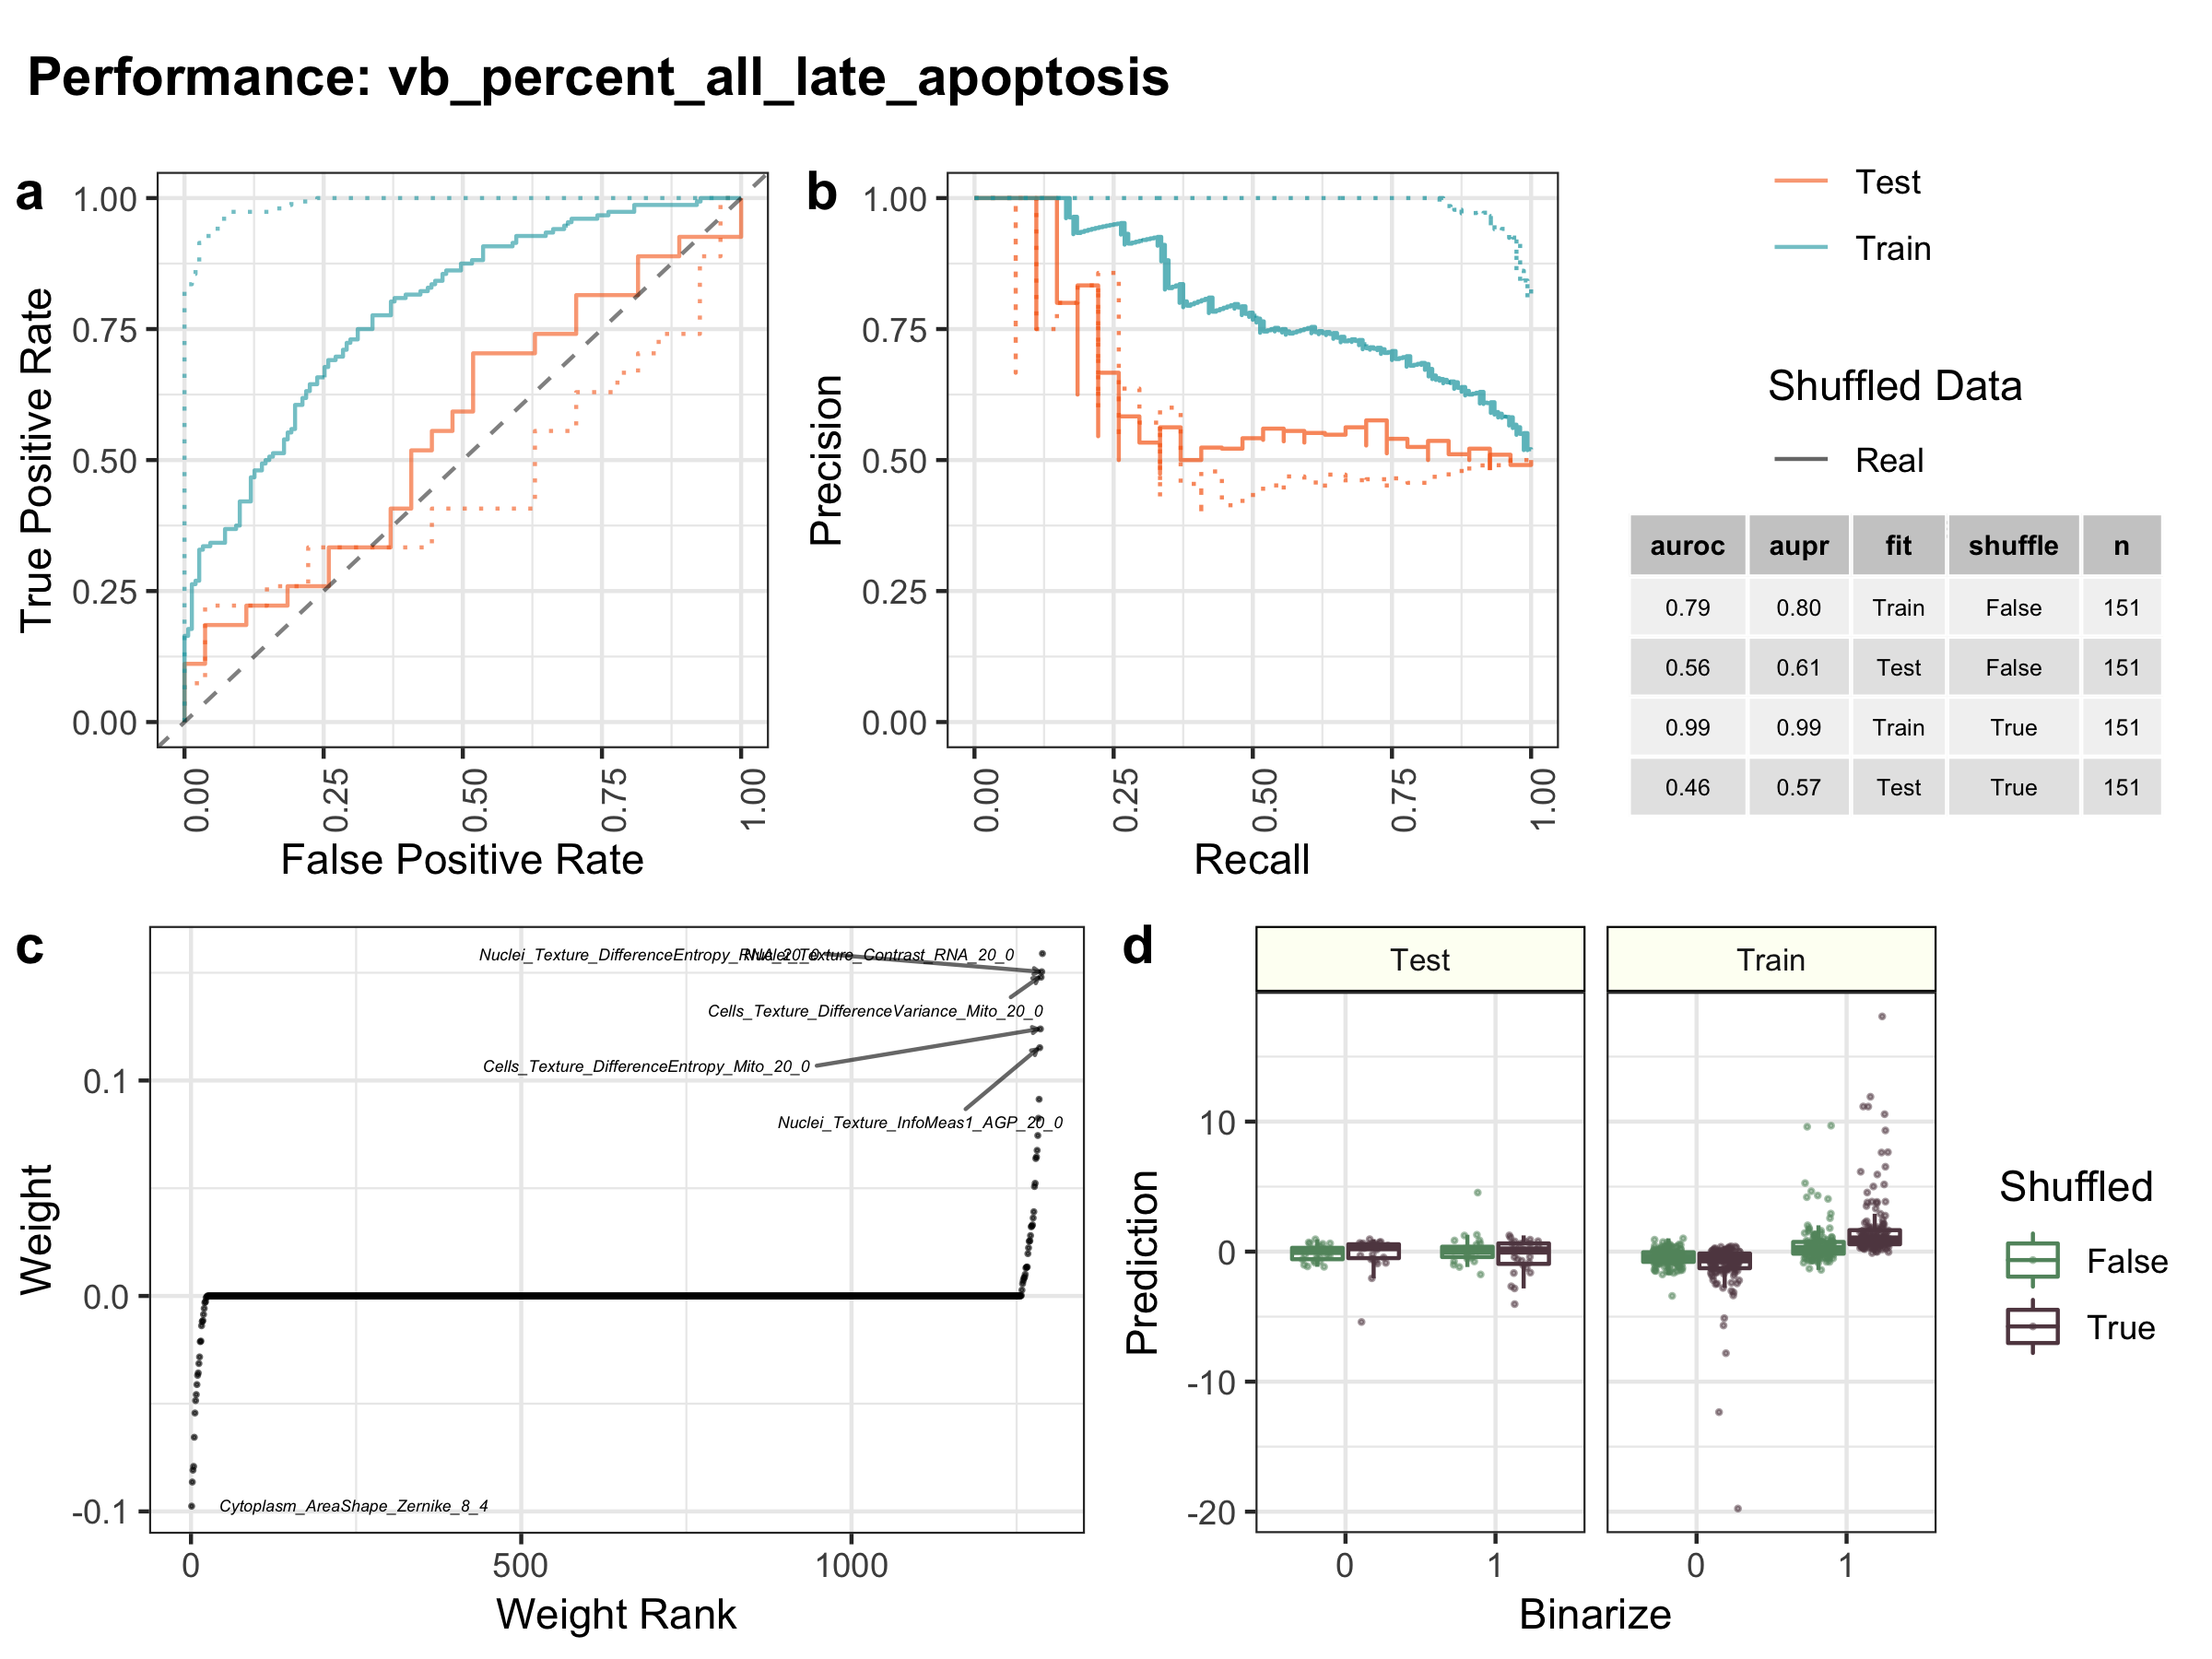 Performance: vb_percent_all_late_apoptosis
a
1.00
0.75
0.50
0.25
0.00
True Positive Rate
0.00
0.25
0.50
0.75
1.00
False Positive Rate
b
1.00
0.75
0.50
0.25
0.00
Precision
0.00
0.25
0.50
0.75
1.00
Recall
Test
Train
Shuffled Data
Real
auroc aupr fit shuffle n
0.79 0.80 Train False 151
0.56 0.61 Test False 151
0.99 0.99 Train True 151
0.46 0.57 Test True 151
c
Nuclei_Texture_DifferenceEntropy_RNA_20_0
Nuclei_Texture_Contrast_RNA_20_0
Cells_Texture_DifferenceVariance_Mito_20_0
Cells_Texture_DifferenceEntropy_Mito_20_0
Nuclei_Texture_InfoMeas1_AGP_20_0
Cytoplasm_AreaShape_Zernike_8_4
0.1
0.0
-0.1
Weight
0
500
1000
Weight Rank
d
Test
Train
10
0
-10
-20
Prediction
0
1
0
1
Binarize
Shuffled
False
True